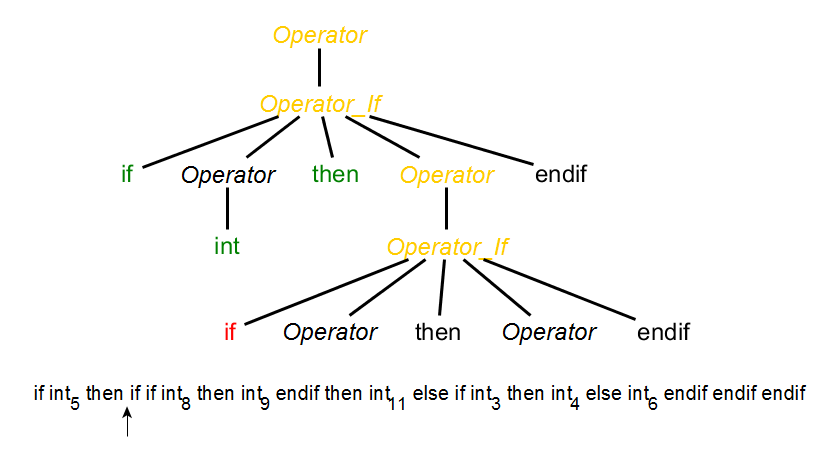 Operator
Operator_If
if Operator then Operator endif
int Operator_If
if Operator then Operator endif
if int5 then if if int8 then int9 endif then int11 else if int3 then int4 else int6 endif endif endif